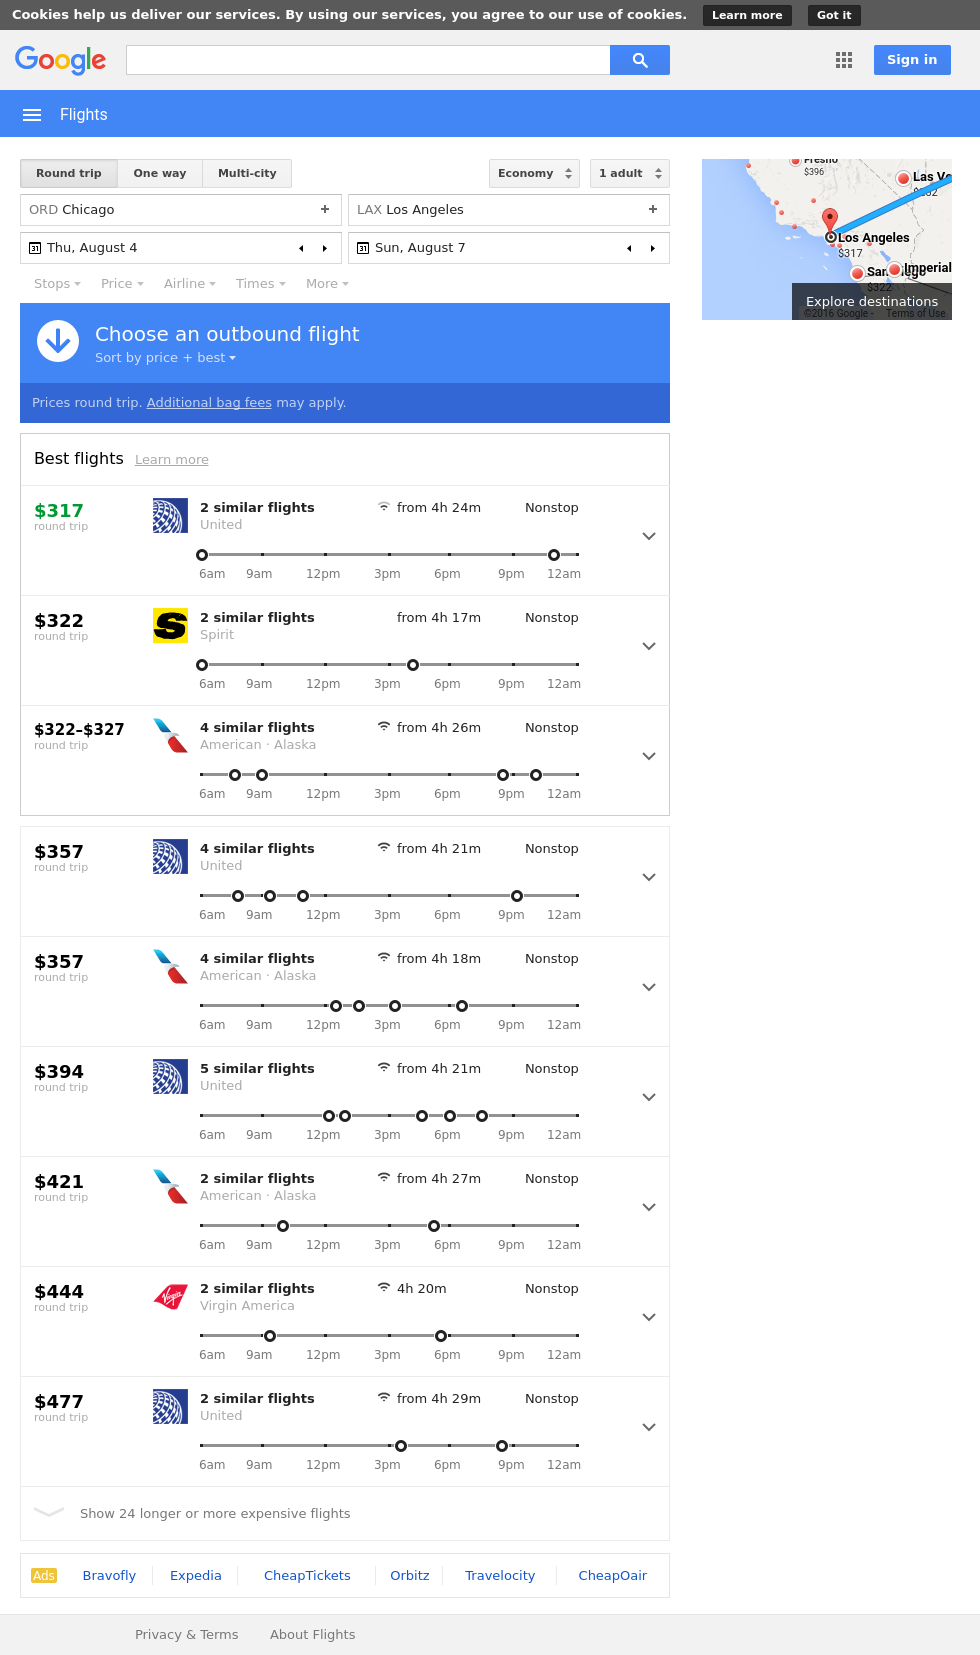 Cookies help us deliver our services. By using our services, you agree to our use of cookies. Learn more Got it
Google Sign in
Flights
Round trip One way Multi-city Economy 1 adult
ORD Chicago + LAX Los Angeles +
31 Thu, August 4 31 Sun, August 7
Stops Price Airline Times More
Fresno
$396
Las Ve
Los Angeles
$317
Imperial
$322
Explore destinations
©2016 Google - Terms of Use
Choose an outbound flight
Sort by price + best
Prices round trip. Additional bag fees may apply.
Best flights Learn more
$317 2 similar flights from 4h 24m Nonstop
round trip United
6am 9am 12pm 3pm 6pm 9pm 12am
$322 2 similar flights from 4h 17m Nonstop
round trip Spirit
6am 9am 12pm 3pm 6pm 9pm 12am
$322–$327 4 similar flights from 4h 26m Nonstop
round trip American · Alaska
6am 9am 12pm 3pm 6pm 9pm 12am
$357 4 similar flights from 4h 21m Nonstop
round trip United
6am 9am 12pm 3pm 6pm 9pm 12am
$357 4 similar flights from 4h 18m Nonstop
round trip American · Alaska
6am 9am 12pm 3pm 6pm 9pm 12am
$394 5 similar flights from 4h 21m Nonstop
round trip United
6am 9am 12pm 3pm 6pm 9pm 12am
$421 2 similar flights from 4h 27m Nonstop
round trip American · Alaska
6am 9am 12pm 3pm 6pm 9pm 12am
$444 Virgin 2 similar flights 4h 20m Nonstop
round trip Virgin America
6am 9am 12pm 3pm 6pm 9pm 12am
$477 2 similar flights from 4h 29m Nonstop
round trip United
6am 9am 12pm 3pm 6pm 9pm 12am
Show 24 longer or more expensive flights
Ads Bravofly Expedia CheapTickets Orbitz Travelocity CheapOair
Privacy & Terms About Flights